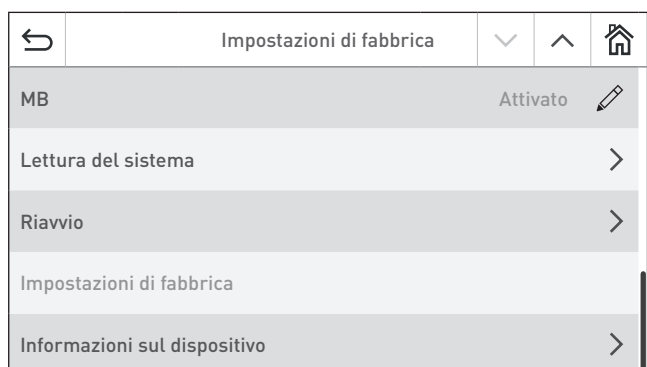 Impostazioni di fabbrica
MB Attivato
Lettura del sistema
Riavvio
Impostazioni di fabbrica
Informazioni sul dispositivo